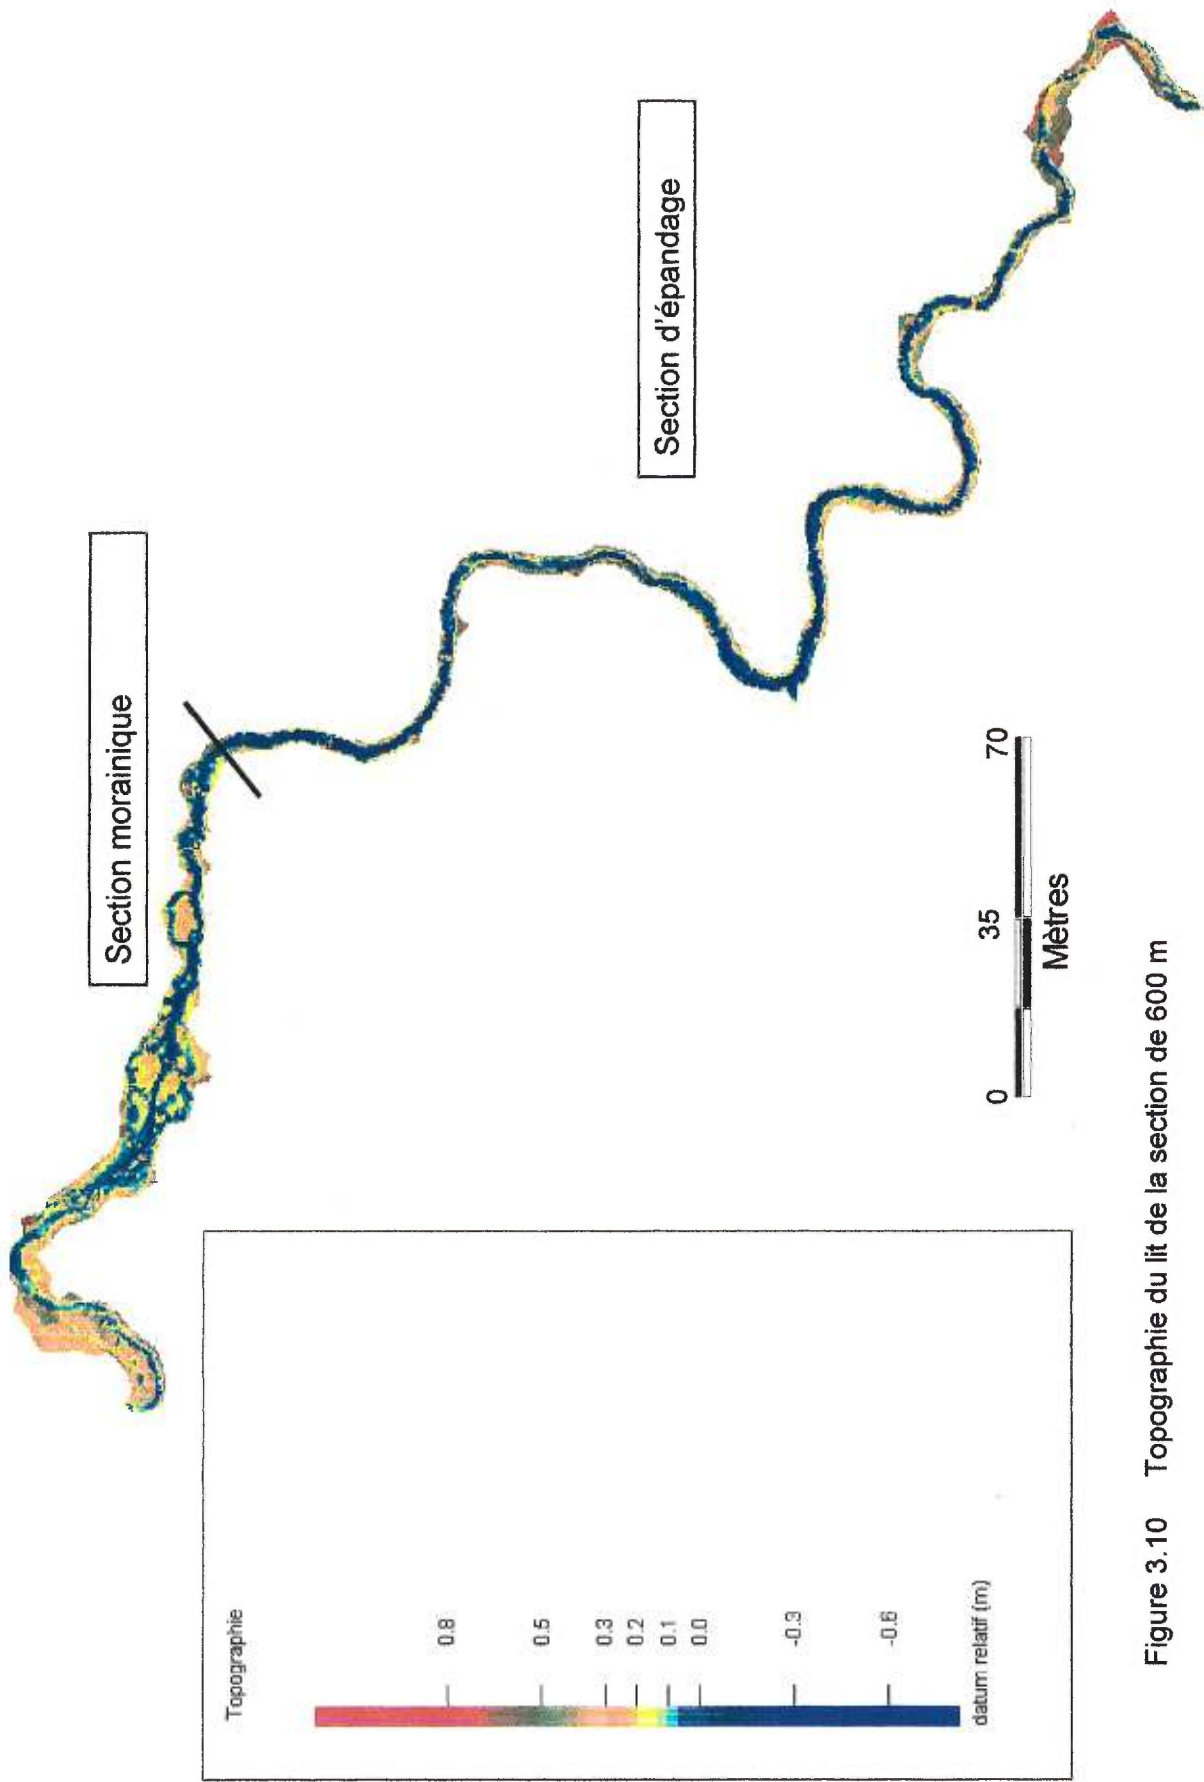 Section morainique
Section d'épandage
Topographie
0.8
0.5
0.3
0.2
0.1
0.0
-0.3
-0.6
datum relatif (m)
0 35 70
Mètres
Figure 3.10 Topographie du lit de la section de 600 m